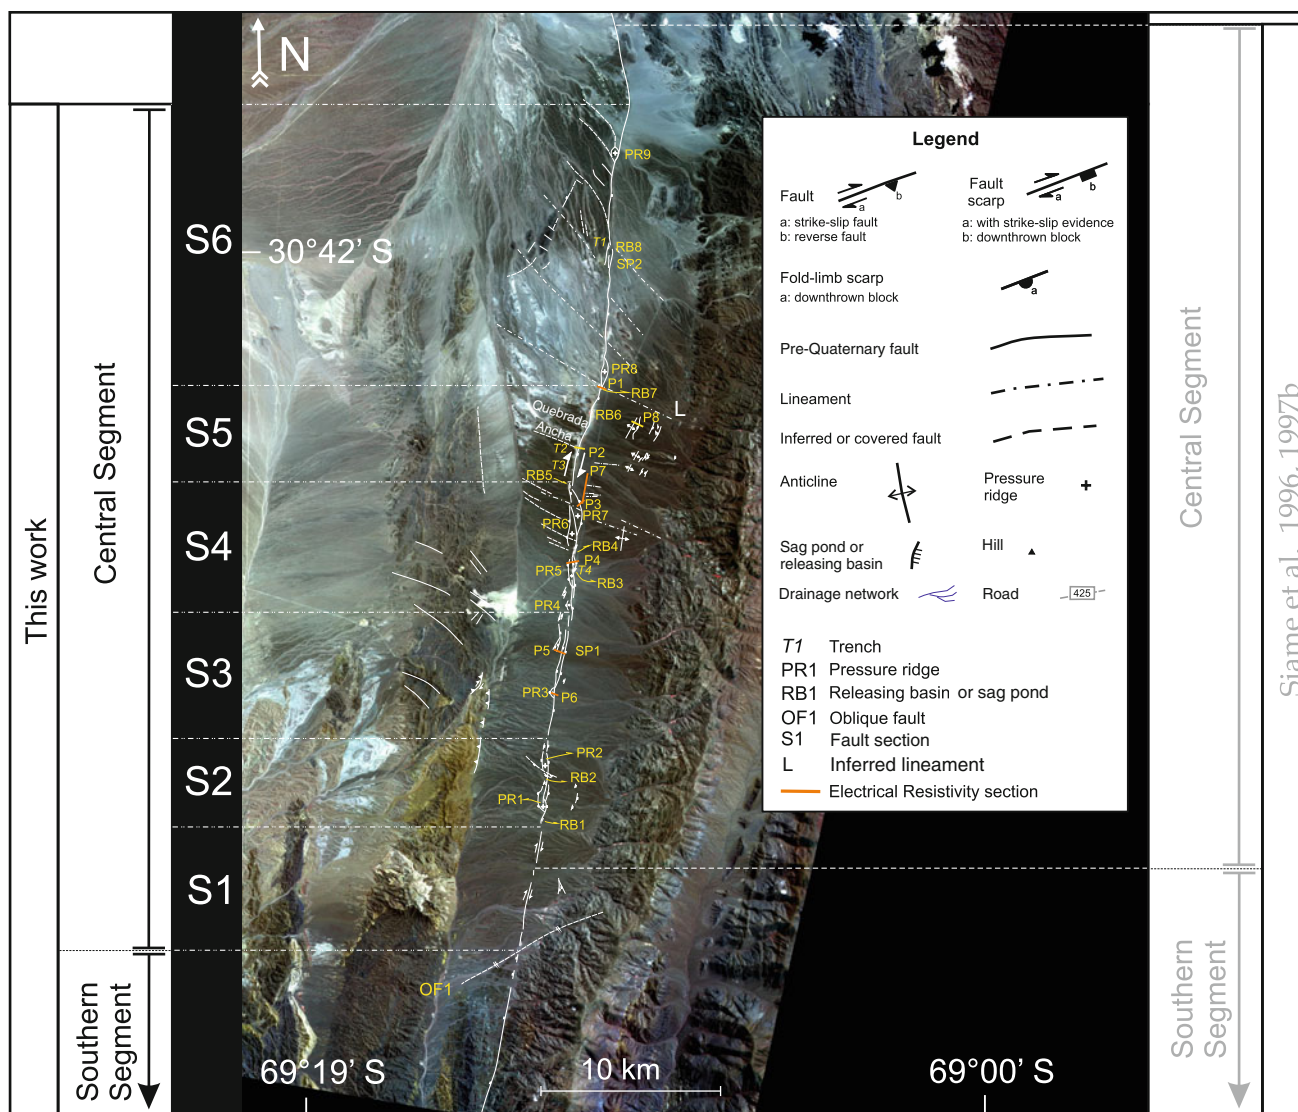 N
This work
Central Segment
Southern
Segment
S6
S5
S4
S3
S2
S1
30°42' S
PR9
T1
RB8
SP2
PR8
P1
RB7
L
RB6
P8
Quebrada
Ancha
T2
P2
T3
P7
RB5
P3
PR7
PR6
RB4
P4
PR5
T4
RB3
PR4
P5
SP1
PR3
P6
PR2
RB2
PR1
RB1
OF1
69°19' S
10 km
69°00' S
Legend
Fault
a
b
a: strike-slip fault
b: reverse fault
Fault
scarp
a
b
a: with strike-slip evidence
b: downthrown block
Fold-limb scarp
a: downthrown block
a
Pre-Quaternary fault
Lineament
Inferred or covered fault
Anticline
Pressure
ridge
Sag pond or
releasing basin
Hill
Drainage network
Road
425
T1 Trench
PR1 Pressure ridge
RB1 Releasing basin or sag pond
OF1 Oblique fault
S1 Fault section
L Inferred lineament
Electrical Resistivity section
Central Segment
Southern
Segment
Siame et al., 1996, 1997b